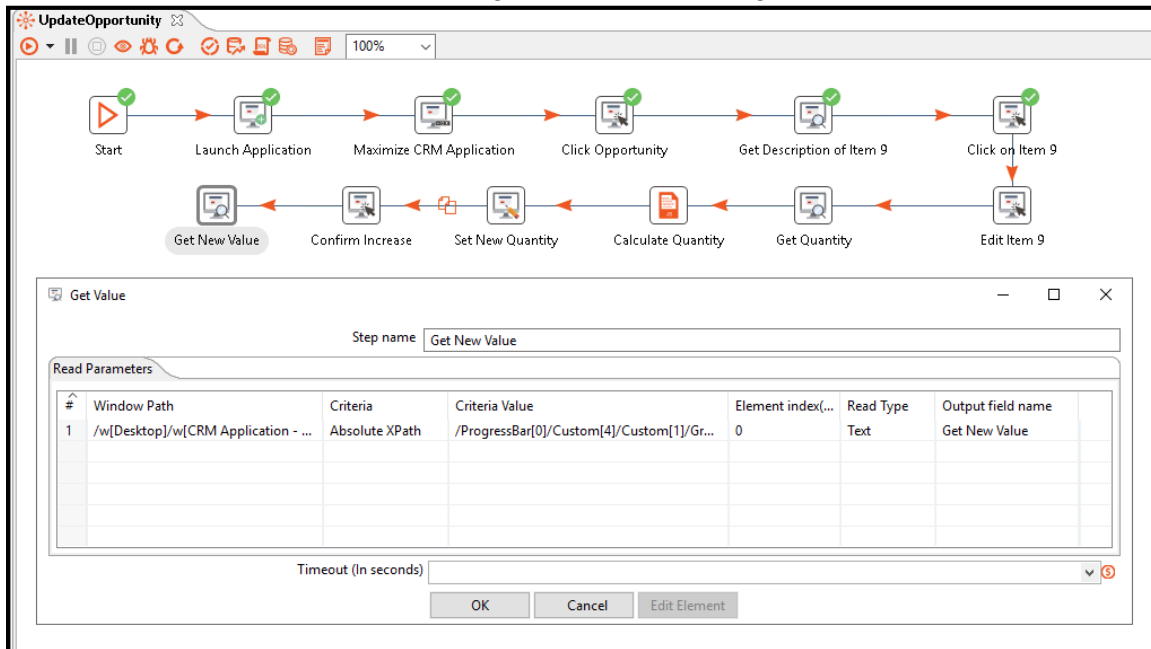 UpdateOpportunity
100%
Start
Launch Application
Maximize CRM Application
Click Opportunity
Get Description of Item 9
Click on Item 9
Get New Value
Confirm Increase
Set New Quantity
Calculate Quantity
Get Quantity
Edit Item 9
Get Value
Step name
Get New Value
Read Parameters
# Window Path Criteria Criteria Value Element index(... Read Type Output field name
1 /w[Desktop]/w[CRM Application - ... Absolute XPath /ProgressBar[0]/Custom[4]/Custom[1]/Gr... 0 Text Get New Value
Timeout (In seconds)
OK
Cancel
Edit Element